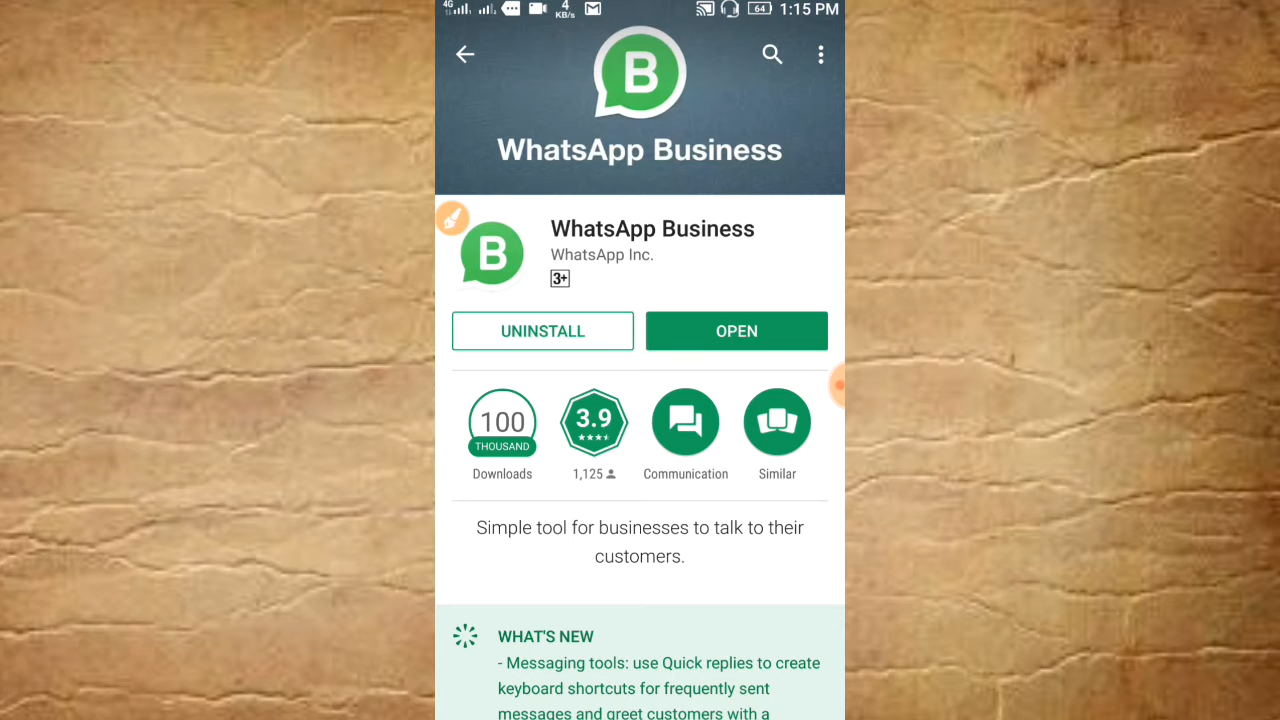 4G 4 KB/s 64 1:15 PM
B
WhatsApp Business
B
WhatsApp Business
WhatsApp Inc.
3+
UNINSTALL OPEN
100 THOUSAND 3.9
Downloads 1,125 Communication Similar
Simple tool for businesses to talk to their
customers.
WHAT'S NEW
- Messaging tools: use Quick replies to create
keyboard shortcuts for frequently sent
messages and greet customers with a